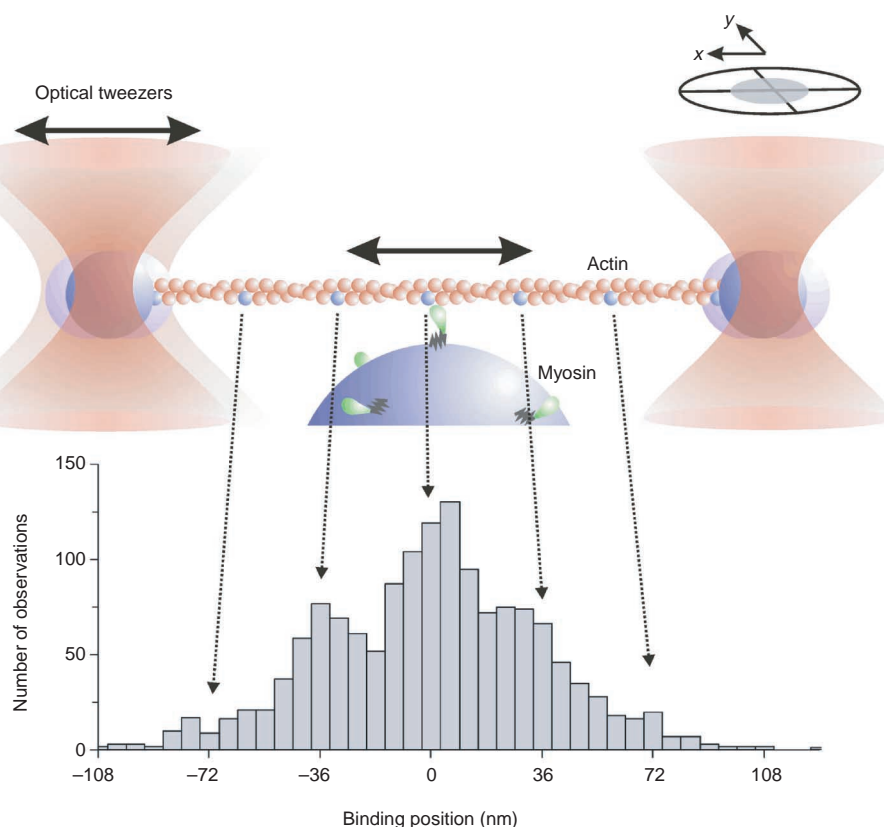 y
x
Optical tweezers
Actin
Myosin
150
100
50
0
Number of observations
–108
–72
–36
0
36
72
108
Binding position (nm)